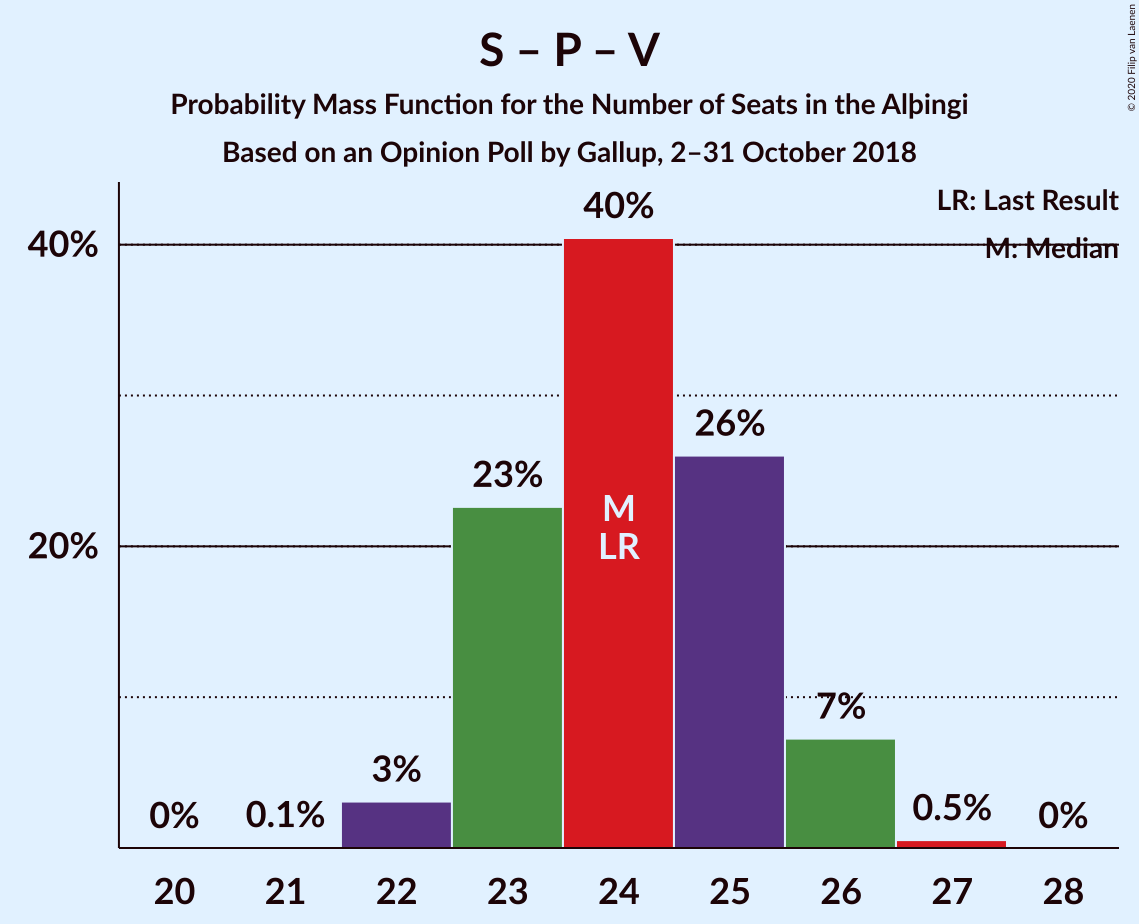 S – P – V
Probability Mass Function for the Number of Seats in the Alþingi
Based on an Opinion Poll by Gallup, 2–31 October 2018
© 2020 Filip van Laenen
LR: Last Result
M: Median
40%
20%
0%
0.1%
3%
23%
40%
26%
7%
0.5%
0%
M
LR
20
21
22
23
24
25
26
27
28